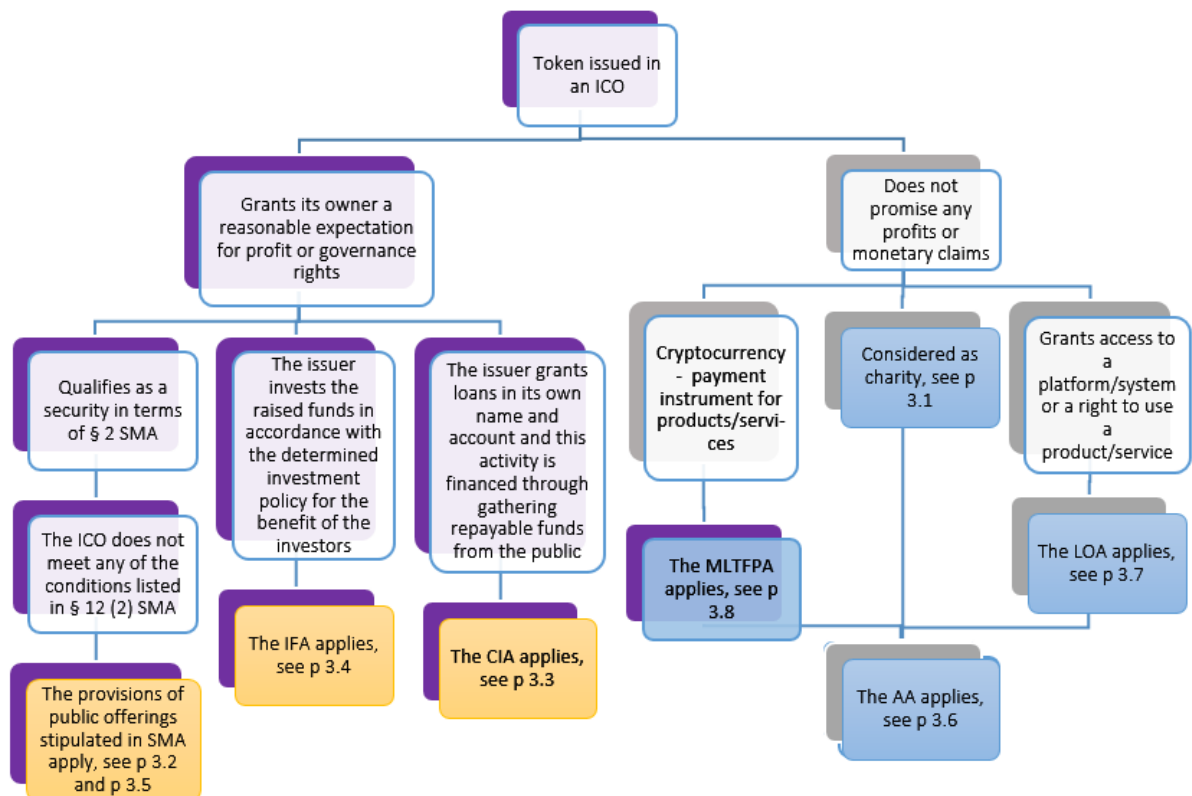 Token issued in
an ICO
Grants its owner a
reasonable expectation
for profit or governance
rights
Does not
promise any
profits or
monetary claims
Qualifies as a
security in terms
of § 2 SMA
The issuer
invests the
raised funds in
accordance with
the determined
investment
policy for the
benefit of the
investors
The issuer grants
loans in its own
name and
account and this
activity is
financed through
gathering
repayable funds
from the public
Cryptocurrency
- payment
instrument for
products/servi-
ces
Considered as
charity, see p
3.1
Grants access to
a
platform/system
or a right to use
a
product/service
The ICO does not
meet any of the
conditions listed
in § 12 (2) SMA
The IFA applies,
see p 3.4
The CIA applies,
see p 3.3
The MLTFPA
applies, see p
3.8
The LOA applies,
see p 3.7
The provisions of
public offerings
stipulated in SMA
apply, see p 3.2
and p 3.5
The AA applies,
see p 3.6